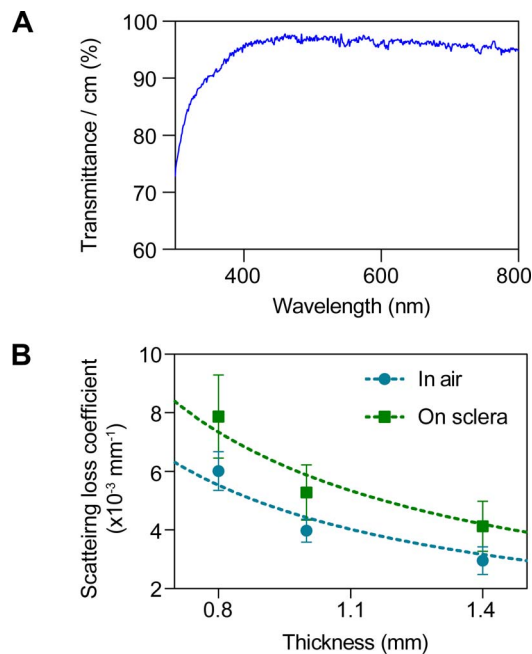 A
100
90
80
70
60
Transmittance / cm (%)
400
600
800
Wavelength (nm)
B
10
8
6
4
2
Scatteirng loss coefficient
(x10⁻³ mm⁻¹)
In air
On sclera
0.8
1.1
1.4
Thickness (mm)